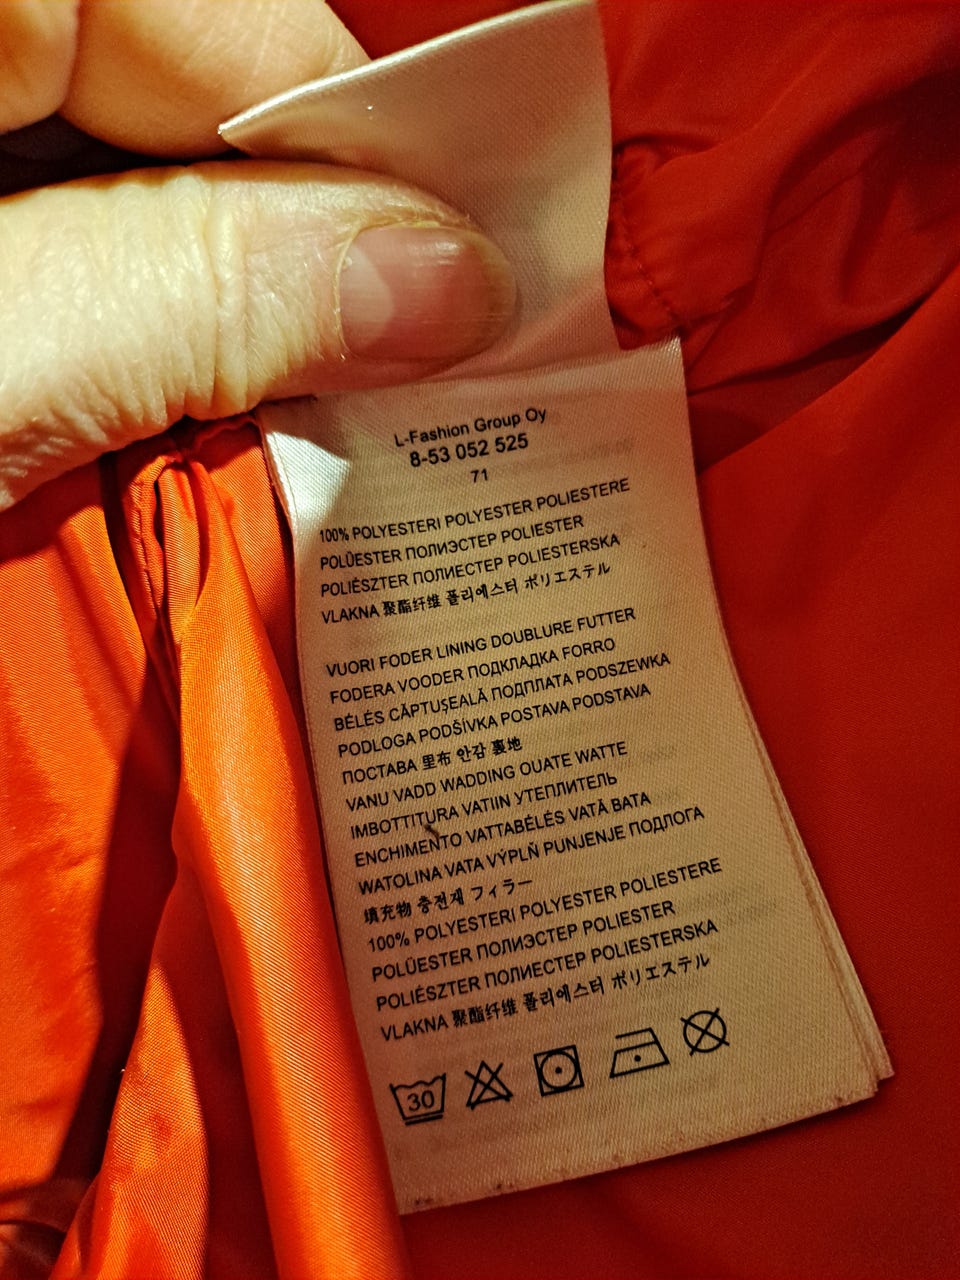 L-Fashion Group Oy
8-53 052 525
71
100% POLYESTERI POLYESTER POLIESTERE
POLÜESTER ПОЛИЭСТЕР POLIESTER
POLIÉSZTER ПОЛИЕСТЕР POLIESTERSKA
VLAKNA 聚酯纤维 폴리에스터 ポリエステル
VUORI FODER LINING DOUBLURE FUTTER
FODERA VOODER ПОДКЛАДКА FORRO
BÉLÉS CĂPTUŞEALĂ ПОДПЛАТА PODSZEWKA
PODLOGA PODŠÍVKA POSTAVA PODSTAVA
ПОСТАВА 里布 안감 裏地
VANU VADD WADDING OUATE WATTE
IMBOTTITURA VATIIN УТЕПЛИТЕЛЬ
ENCHIMENTO VATTABÉLÉS VATĂ ВАТА
WATOLINA VATA VÝPLŇ PUNJENJE ПОДЛОГА
填充物 충전재 フィラー
100% POLYESTERI POLYESTER POLIESTERE
POLÜESTER ПОЛИЭСТЕР POLIESTER
POLIÉSZTER ПОЛИЕСТЕР POLIESTERSKA
VLAKNA 聚酯纤维 폴리에스터 ポリエステル
30